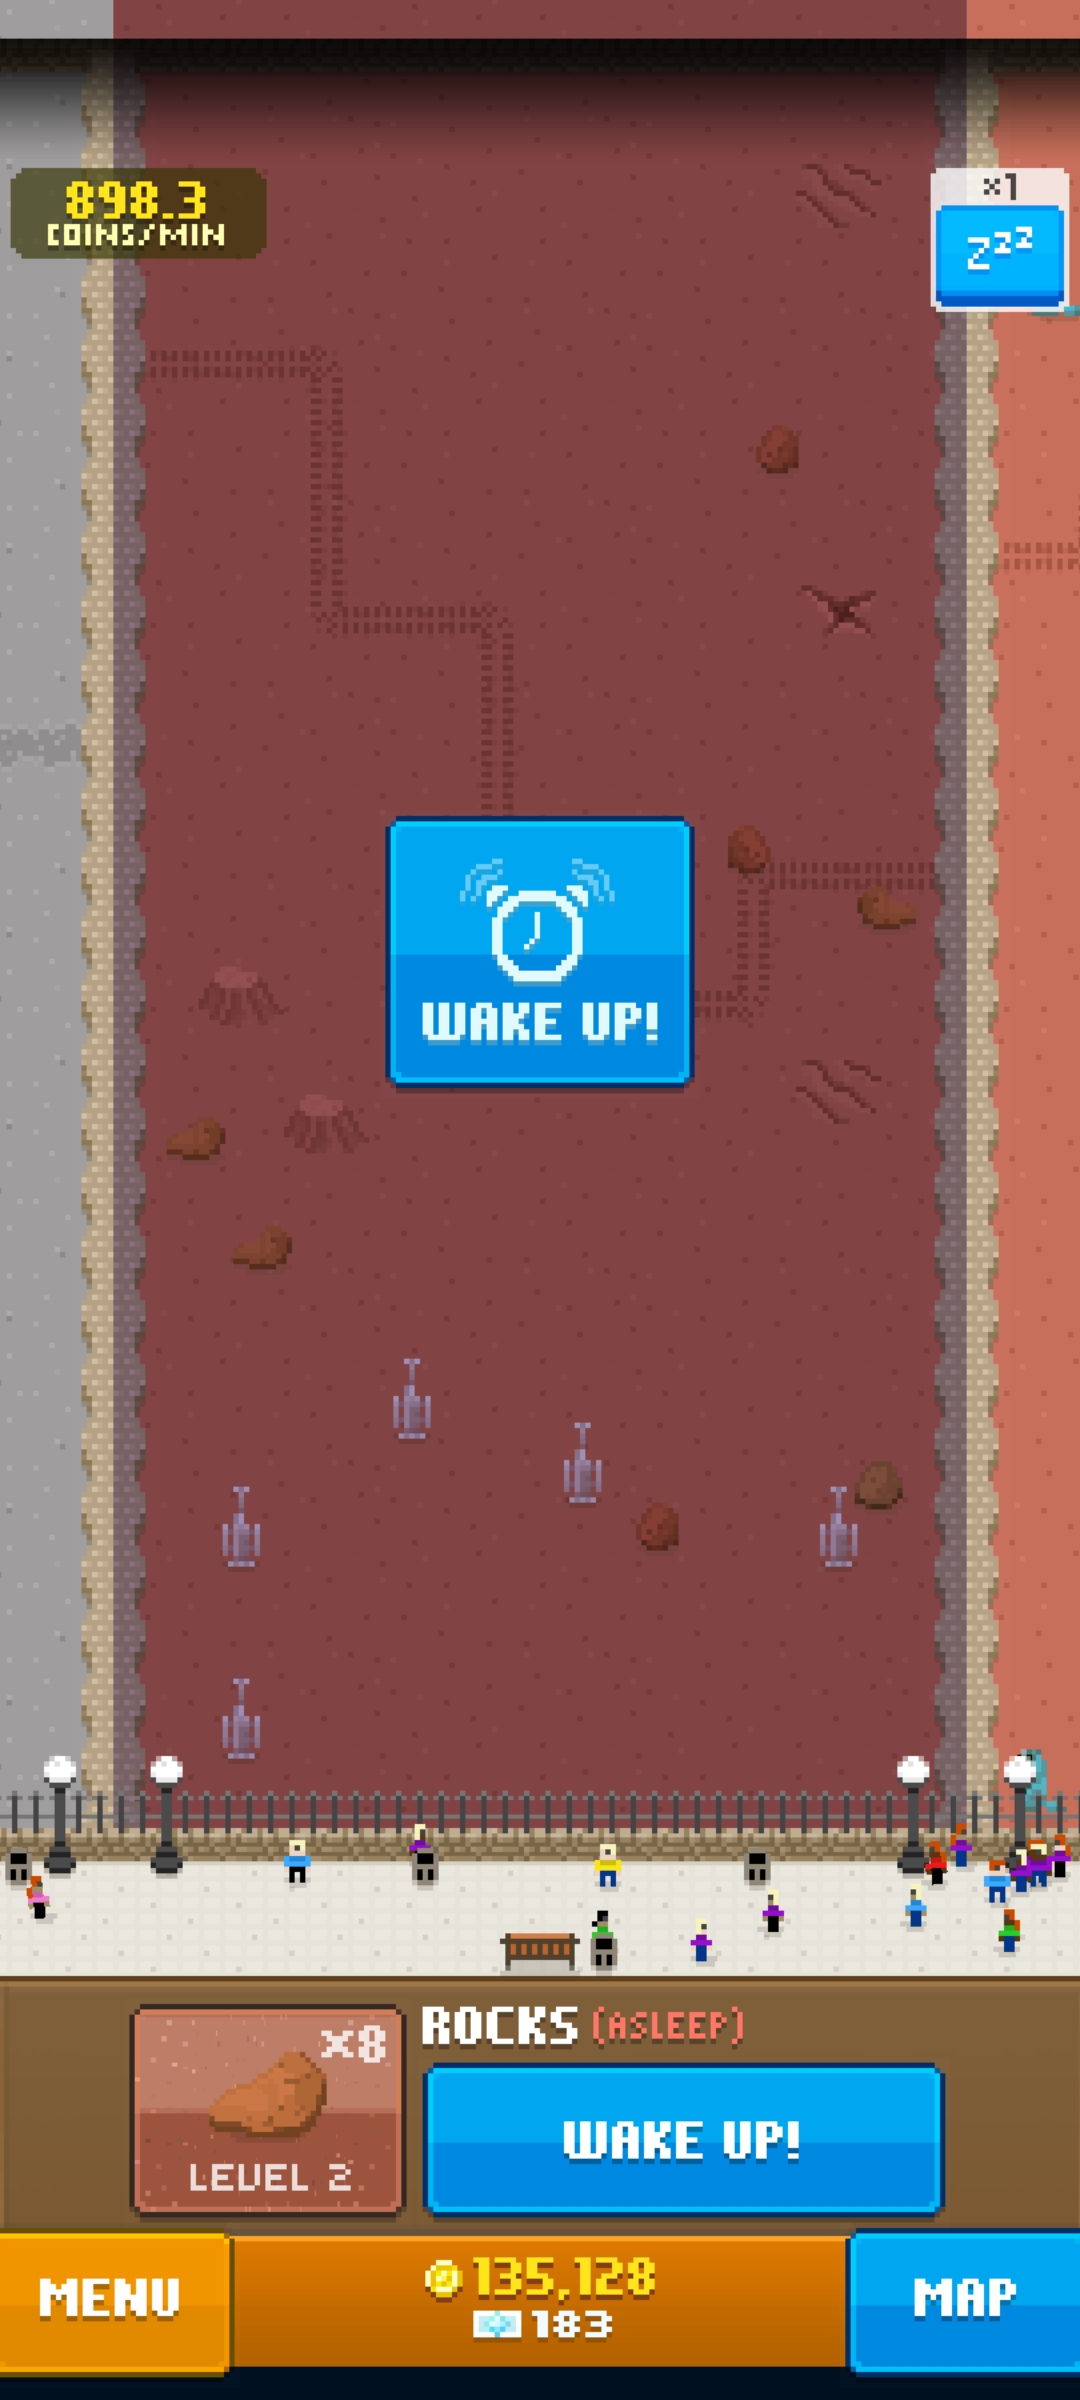 898.3
COINS/MIN
x1
zzz
WAKE UP!
x8
LEVEL 2
ROCKS (ASLEEP)
WAKE UP!
MENU
135,128
183
MAP